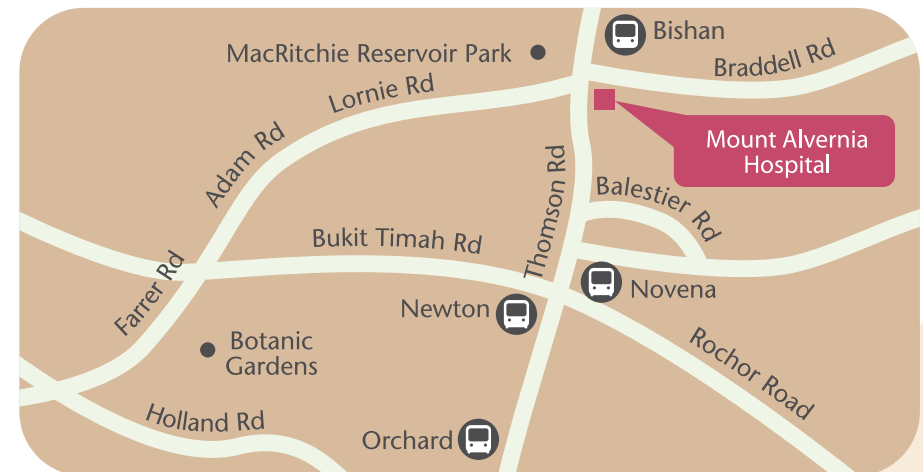 Bishan
MacRitchie Reservoir Park
Braddell Rd
Lornie Rd
Mount Alvernia
Hospital
Adam Rd
Thomson Rd
Balestier Rd
Bukit Timah Rd
Farrer Rd
Novena
Newton
Botanic
Gardens
Rochor Road
Holland Rd
Orchard